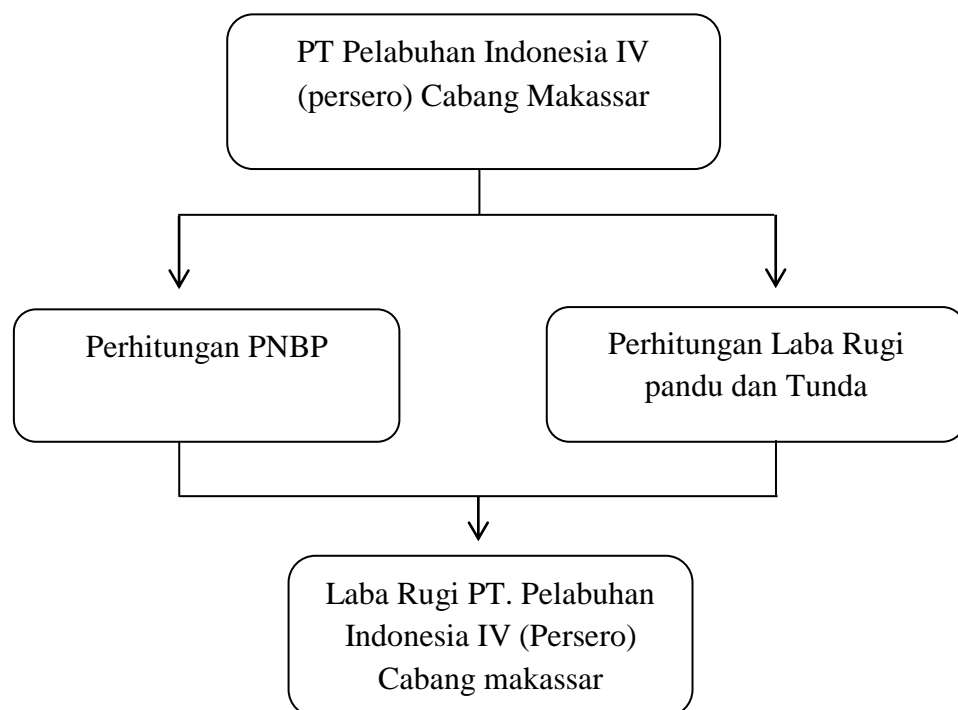 PT Pelabuhan Indonesia IV
(persero) Cabang Makassar
Perhitungan PNBP
Perhitungan Laba Rugi
pandu dan Tunda
Laba Rugi PT. Pelabuhan
Indonesia IV (Persero)
Cabang makassar